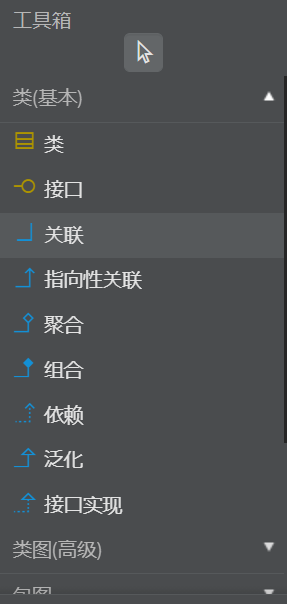 工具箱
类(基本)
类
接口
关联
指向性关联
聚合
组合
依赖
泛化
接口实现
类图(高级)
包图